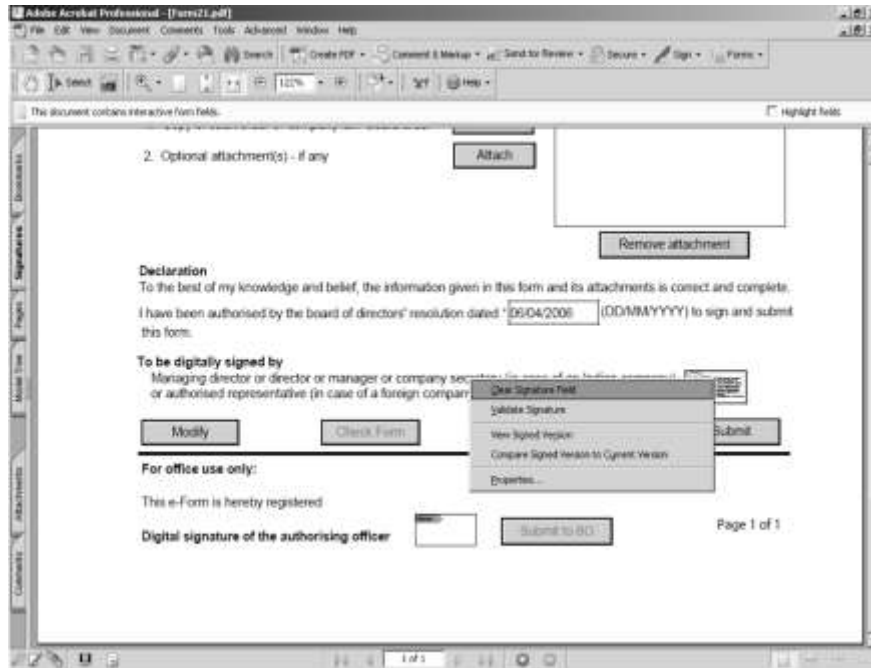 Adobe Acrobat Professional - [Form21.pdf]
File Edit View Document Comments Tools Advanced Window Help
Search Create PDF Comment & Markup Send for Review Secure Sign Forms
Select 122% Help
This document contains interactive form fields. Highlight fields
2. Optional attachment(s) - if any Attach
Remove attachment
Declaration
To the best of my knowledge and belief, the information given in this form and its attachments is correct and complete.
I have been authorised by the board of directors' resolution dated * 06/04/2006 (DD/MM/YYYY) to sign and submit
this form.
To be digitally signed by
Managing director or director or manager or company secretary (in case of an Indian company)
or authorised representative (in case of a foreign compan
Clear Signature Field
Validate Signature
View Signed Version
Compare Signed Version to Current Version
Properties...
Modify Check Form Submit
For office use only:
This e-Form is hereby registered
Digital signature of the authorising officer Submit to BO Page 1 of 1
Bookmarks
Signatures
Pages
Model Tree
Attachments
Comments
1 of 1